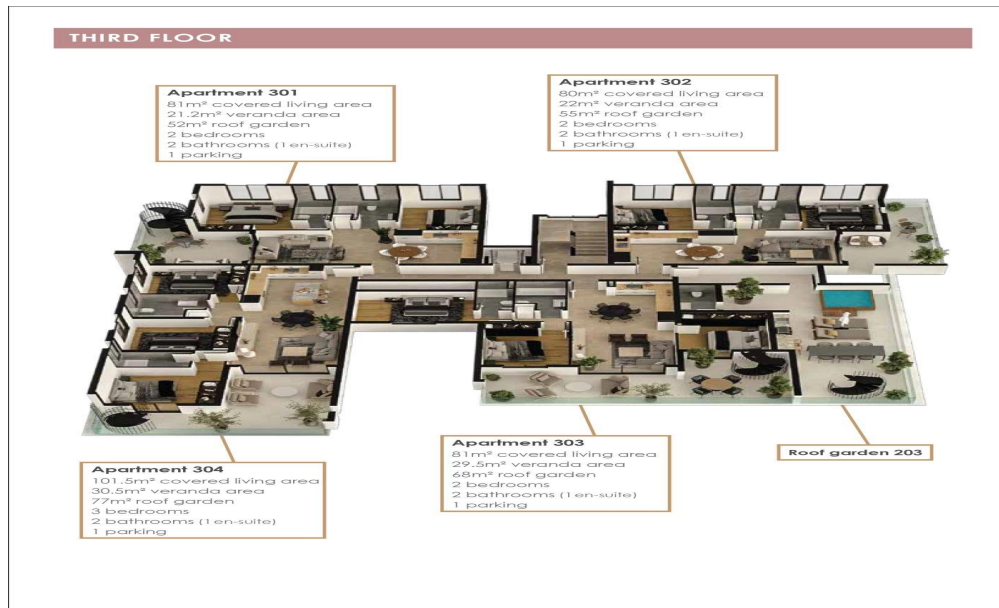 THIRD FLOOR
Apartment 301
81m² covered living area
21.2m² veranda area
52m² roof garden
2 bedrooms
2 bathrooms (1 en-suite)
1 parking
Apartment 302
80m² covered living area
22m² veranda area
55m² roof garden
2 bedrooms
2 bathrooms (1 en-suite)
1 parking
Apartment 304
101.5m² covered living area
30.5m² veranda area
77m² roof garden
3 bedrooms
2 bathrooms (1 en-suite)
1 parking
Apartment 303
81m² covered living area
29.5m² veranda area
68m² roof garden
2 bedrooms
2 bathrooms (1 en-suite)
1 parking
Roof garden 203